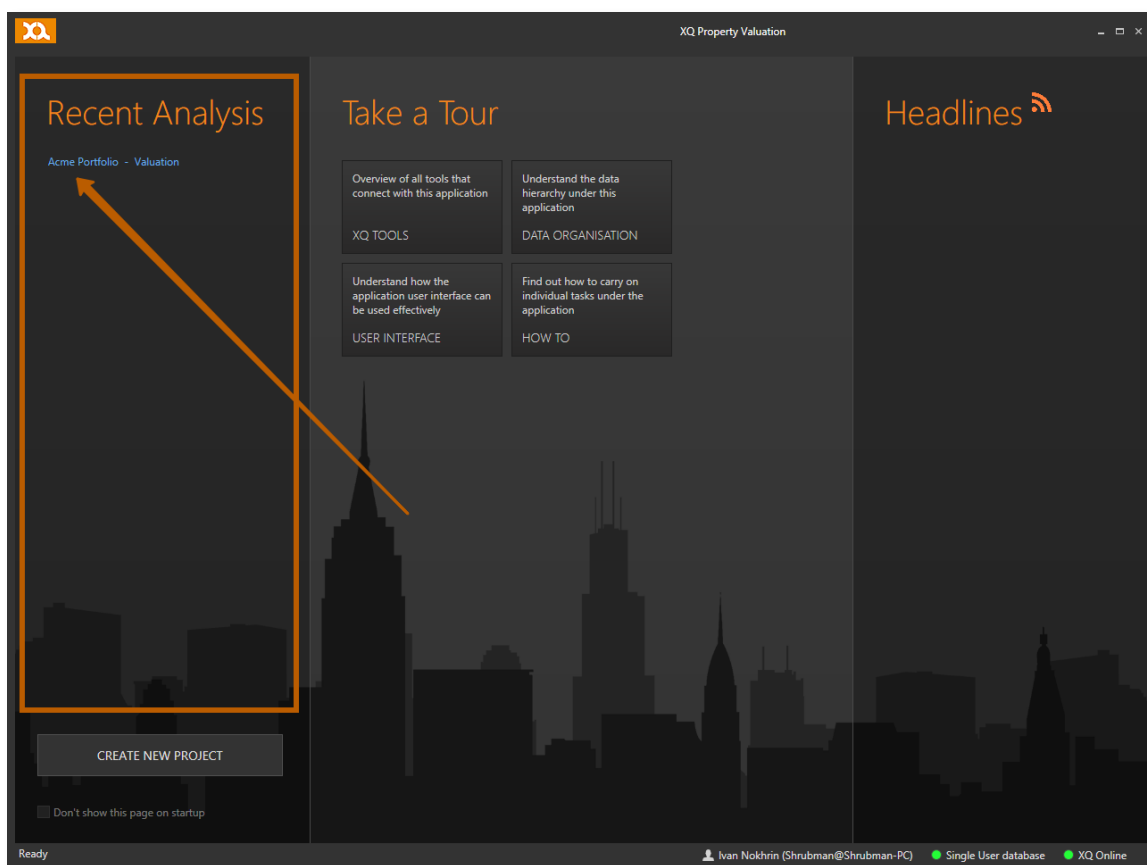 XQ
XQ Property Valuation
Recent Analysis
Acme Portfolio - Valuation
CREATE NEW PROJECT
Don't show this page on startup
Take a Tour
Overview of all tools that
connect with this application
XQ TOOLS
Understand the data
hierarchy under this
application
DATA ORGANISATION
Understand how the
application user interface can
be used effectively
USER INTERFACE
Find out how to carry on
individual tasks under the
application
HOW TO
Headlines
Ready
Ivan Nokhrin (Shrubman@Shrubman-PC)
Single User database
XQ Online